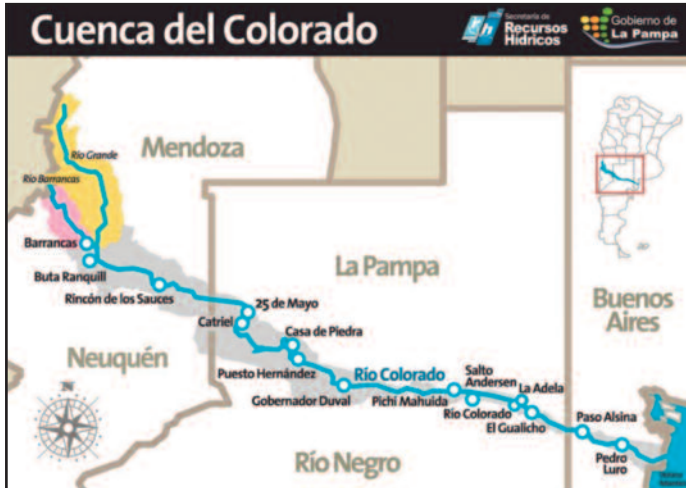 Cuenca del Colorado
Secretaría de
Recursos
Hídricos
Gobierno de
La Pampa
Río Grande
Mendoza
Río Barrancas
Barrancas
La Pampa
Buta Ranquill
Rincón de los Sauces
25 de Mayo
Buenos
Aires
Catriel
Casa de Piedra
Neuquén
Puesto Hernández
Río Colorado
Salto
Andersen
La Adela
Gobernador Duval
Pichi Mahuida
Río Colorado
El Gualicho
Paso Alsina
Río Negro
Pedro
Luro